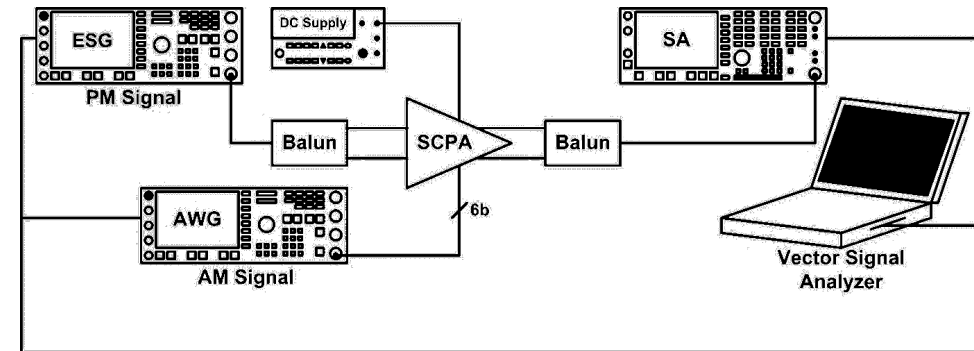 ESG
PM Signal
DC Supply
SA
Balun
SCPA
Balun
AWG
AM Signal
6b
Vector Signal
Analyzer